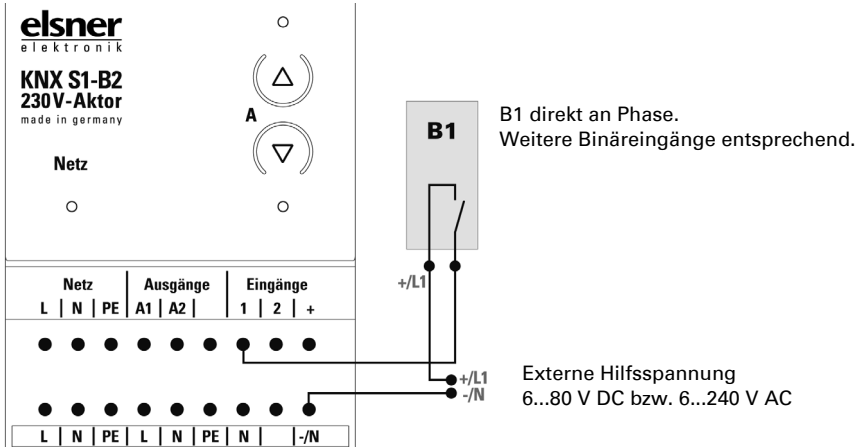 elsner
elektronik
KNX S1-B2
230V-Aktor
made in germany
A
Netz
B1
B1 direkt an Phase.
Weitere Binäreingänge entsprechend.
+/L1
Netz | Ausgänge | Eingänge
L | N | PE | A1 | A2 | | 1 | 2 | +
+/L1
-/N
Externe Hilfsspannung
6...80 V DC bzw. 6...240 V AC
L | N | PE | L | N | PE | N | | -/N